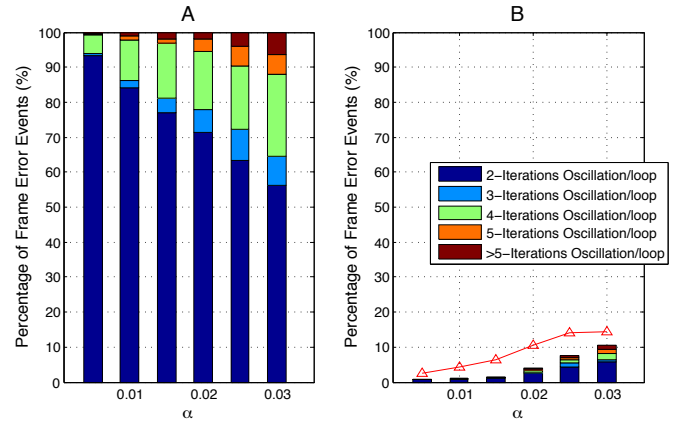 A
B
Percentage of Frame Error Events (%)
100
90
80
70
60
50
40
30
20
10
0
0.01
0.02
0.03
α
Percentage of Frame Error Events (%)
100
90
80
70
60
50
40
30
20
10
0
0.01
0.02
0.03
α
2-Iterations Oscillation/loop
3-Iterations Oscillation/loop
4-Iterations Oscillation/loop
5-Iterations Oscillation/loop
>5-Iterations Oscillation/loop